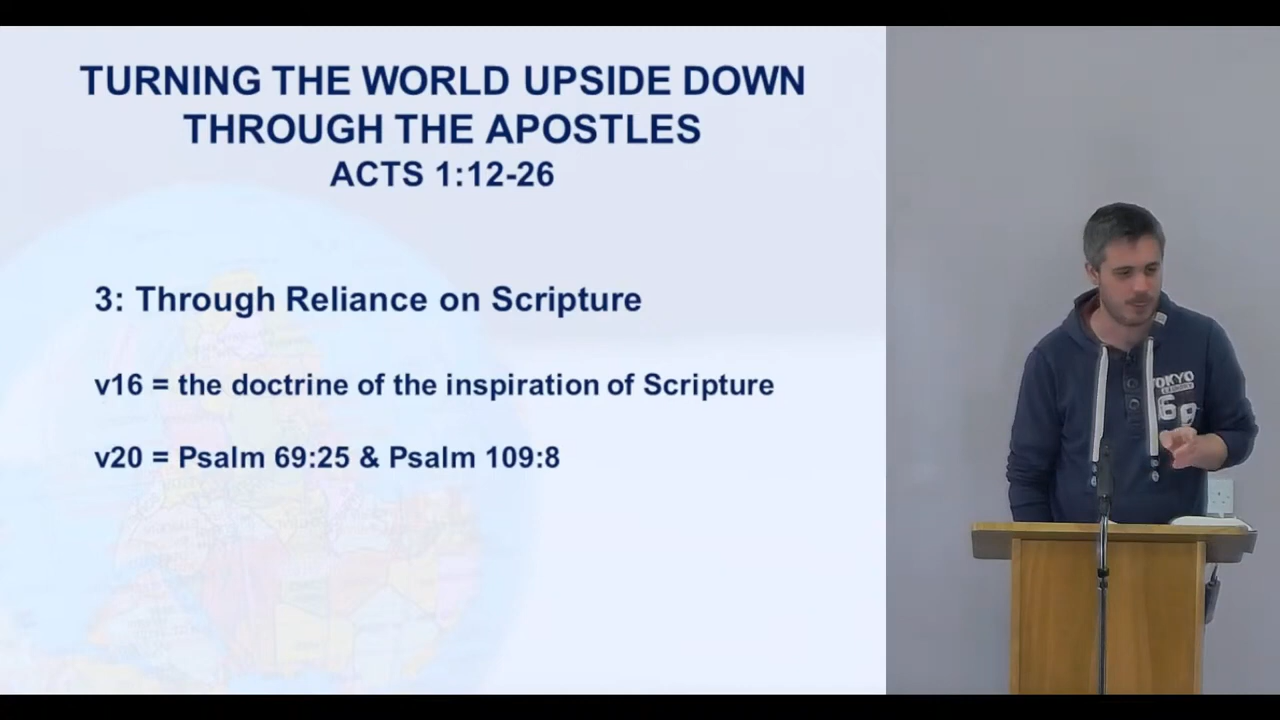 TURNING THE WORLD UPSIDE DOWN
THROUGH THE APOSTLES
ACTS 1:12-26
3: Through Reliance on Scripture
v16 = the doctrine of the inspiration of Scripture
v20 = Psalm 69:25 & Psalm 109:8
TOKYO